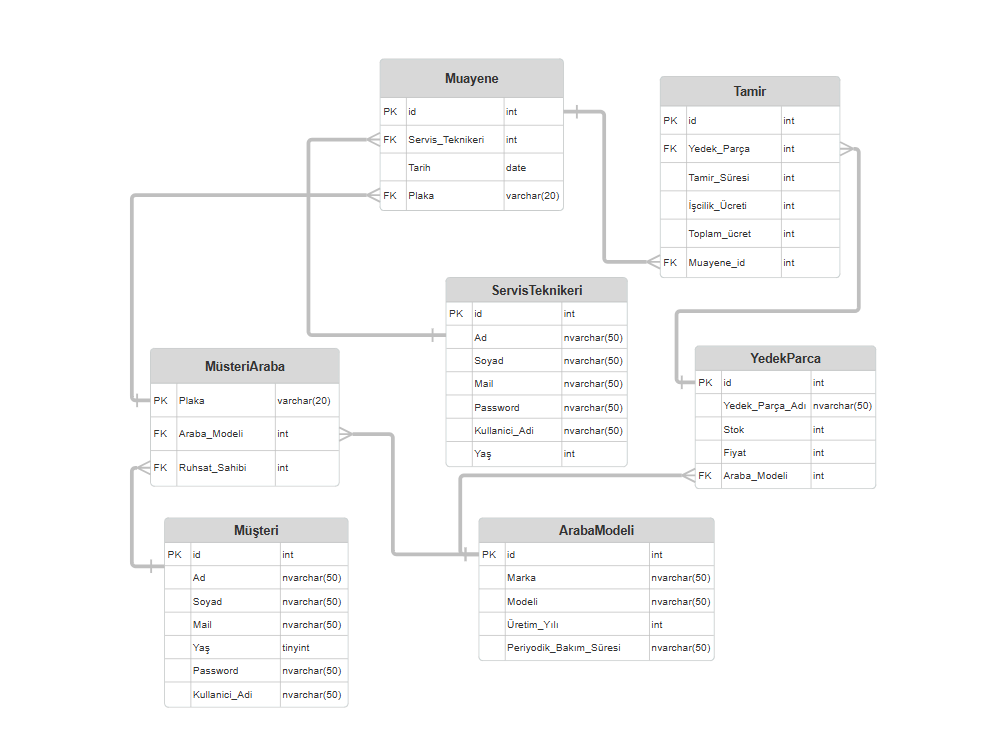 Muayene
PK id int
FK Servis_Teknikeri int
Tarih date
FK Plaka varchar(20)
Tamir
PK id int
FK Yedek_Parça int
Tamir_Süresi int
İşcilik_Ücreti int
Toplam_ücret int
FK Muayene_id int
ServisTeknikeri
PK id int
Ad nvarchar(50)
Soyad nvarchar(50)
Mail nvarchar(50)
Password nvarchar(50)
Kullanici_Adi nvarchar(50)
Yaş int
MüsteriAraba
PK Plaka varchar(20)
FK Araba_Modeli int
FK Ruhsat_Sahibi int
YedekParca
PK id int
Yedek_Parça_Adı nvarchar(50)
Stok int
Fiyat int
FK Araba_Modeli int
Müşteri
PK id int
Ad nvarchar(50)
Soyad nvarchar(50)
Mail nvarchar(50)
Yaş tinyint
Password nvarchar(50)
Kullanici_Adi nvarchar(50)
ArabaModeli
PK id int
Marka nvarchar(50)
Modeli nvarchar(50)
Üretim_Yılı int
Periyodik_Bakım_Süresi nvarchar(50)